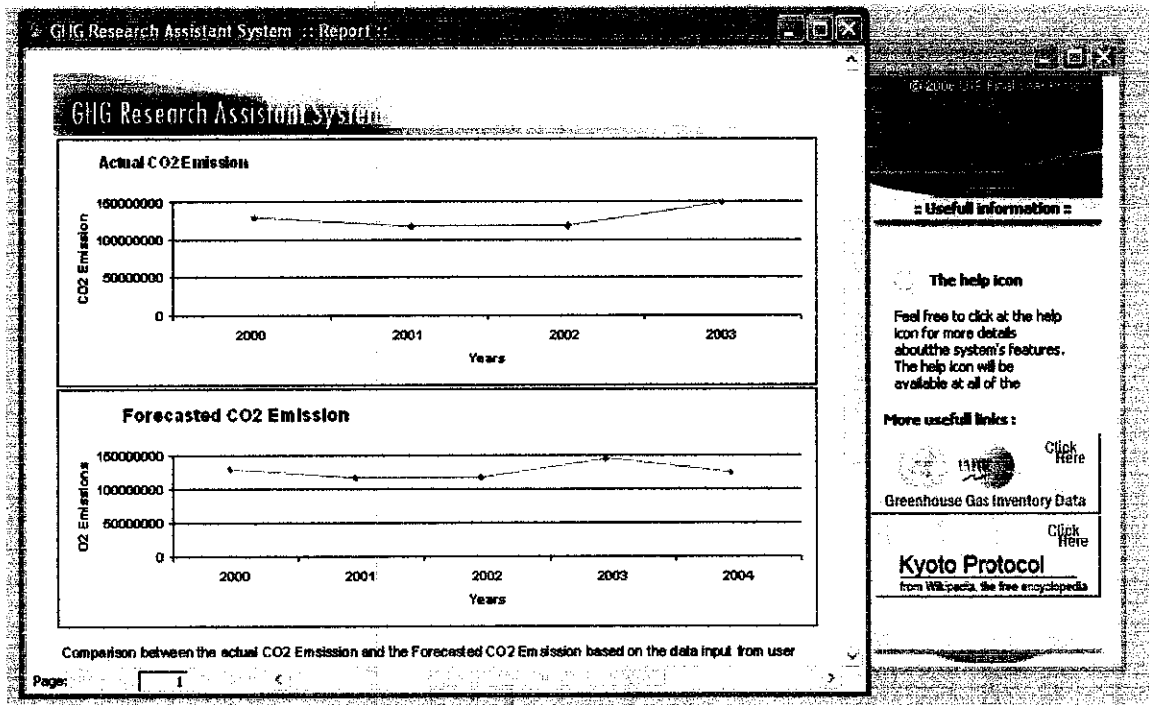 GHG Research Assistant System :: Report ::
GHG Research Assistant System
Actual CO2 Emission
150000000
100000000
50000000
0
CO2 Emission
2000 2001 2002 2003
Years
Forecasted CO2 Emission
150000000
100000000
50000000
0
O2 Emissions
2000 2001 2002 2003 2004
Years
Comparison between the actual CO2 Emsission and the Forecasted CO2 Emsission based on the data input from user
Page: 1
:: Usefull information ::
The help icon
Feel free to click at the help
icon for more details
aboutthe system's features.
The help icon will be
available at all of the
More usefull links :
Click
Here
Greenhouse Gas Inventory Data
Click
Here
Kyoto Protocol
from Wikipedia, the free encyclopedia